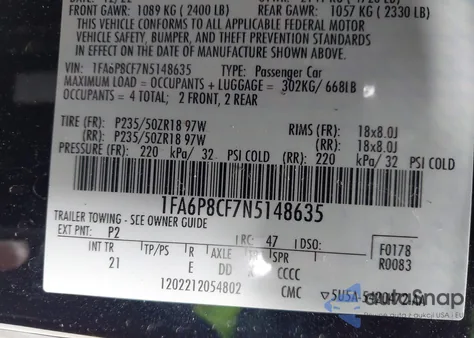 DATE: 12/22
FRONT GAWR: 1089 KG ( 2400 LB) REAR GAWR: 1057 KG ( 2330 LB)
THIS VEHICLE CONFORMS TO ALL APPLICABLE FEDERAL MOTOR
VEHICLE SAFETY, BUMPER, AND THEFT PREVENTION STANDARDS
IN EFFECT ON THE DATE OF MANUFACTURE SHOWN ABOVE.
VIN: 1FA6P8CF7N5148635 TYPE: Passenger Car
MAXIMUM LOAD = OCCUPANTS + LUGGAGE = 302KG/ 668LB
OCCUPANTS = 4 TOTAL; 2 FRONT, 2 REAR
TIRE (FR): P235/50ZR18 97W RIMS (FR): 18x8.0J
(RR): P235/50ZR18 97W (RR): 18x8.0J
PRESSURE (FR): 220 kPa/ 32 PSI COLD (RR): 220 kPa/ 32 PSI COLD
1FA6P8CF7N5148635
TRAILER TOWING - SEE OWNER GUIDE
EXT PNT: P2 RC: 47 DSO: F0178
INT TR TP/PS R AXLE TR SPR R0083
21 E DD A CCCC
1202212054802 CMC
AutoSnap